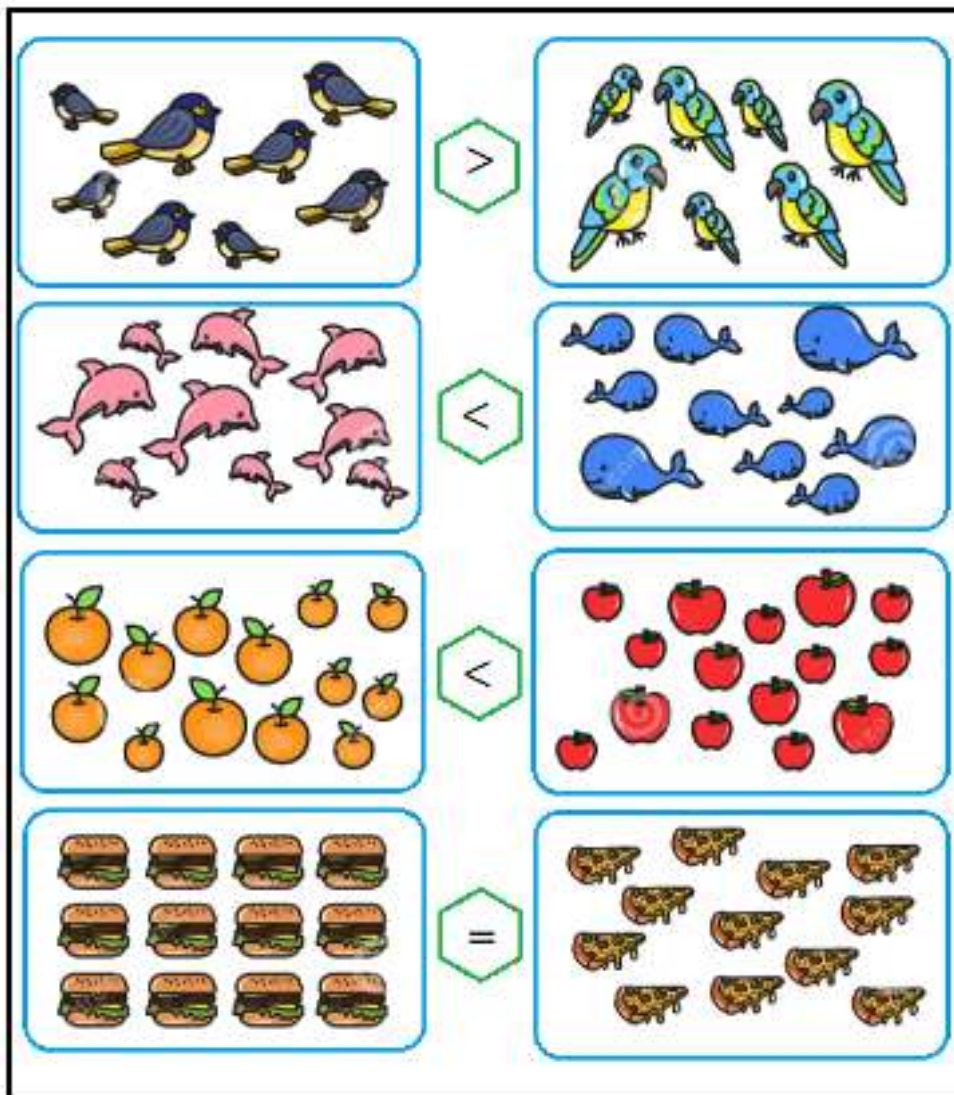 >
<
<
=